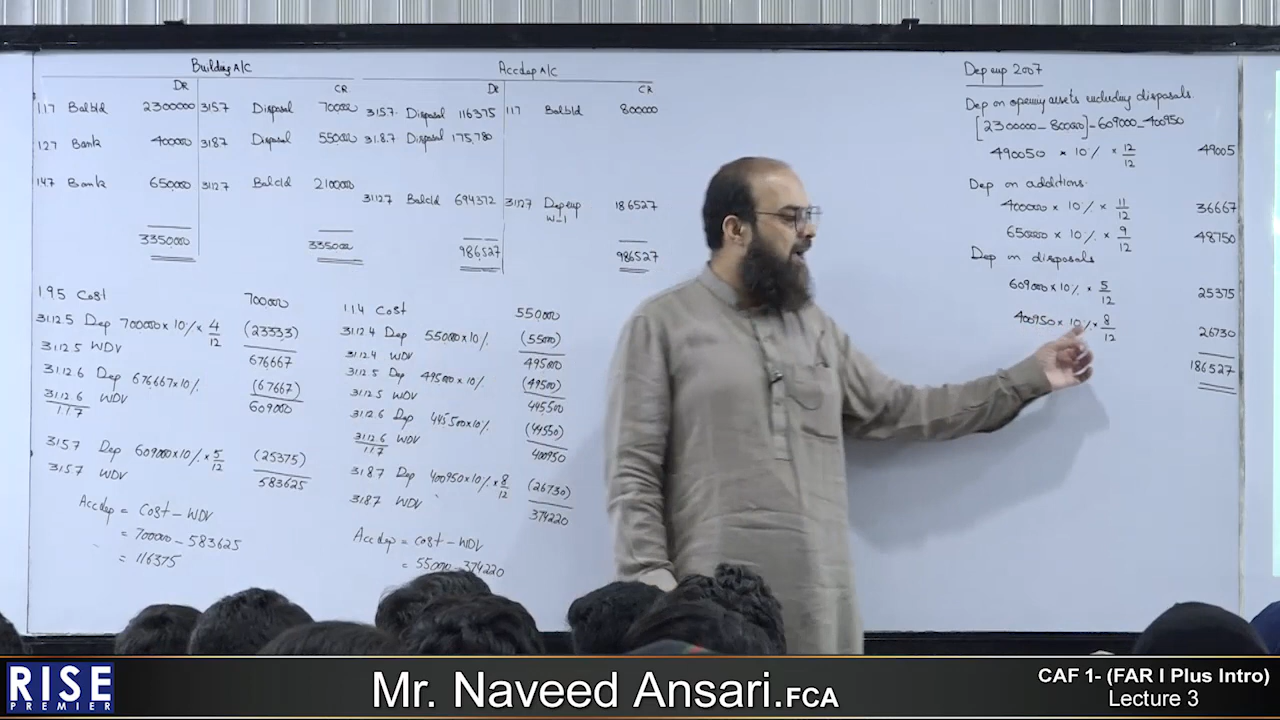 Building A/C
Acc dep A/C
DR CR DR CR
1.1.7 Bal b/d 2300000 31.5.7 Disposal 700000 31.5.7 Disposal 116375 1.1.7 Bal b/d 800000
1.2.7 Bank 400000 31.8.7 Disposal 550000 31.8.7 Disposal 175,780
1.4.7 Bank 650000 31.12.7 Bal c/d 2100000
31.12.7 Bal c/d 694372 31.12.7 Dep exp 186527
W-1
3350000 3350000 986527 986527
1.9.5 Cost 700000
31.12.5 Dep 700000 x 10% x 4/12 (23333)
31.12.5 WDV 676667
31.12.6 Dep 676667 x 10% (67667)
31.12.6 WDV 609000
1.1.7
31.5.7 Dep 609000 x 10% x 5/12 (25375)
31.5.7 WDV 583625
Acc dep = Cost - WDV
= 700000 - 583625
= 116375
1.1.4 Cost 550000
31.12.4 Dep 550000 x 10% (55000)
31.12.4 WDV 495000
31.12.5 Dep 495000 x 10% (49500)
31.12.5 WDV 445500
31.12.6 Dep 445500 x 10% (44550)
31.12.6 WDV 400950
1.1.7
31.8.7 Dep 400950 x 10% x 8/12 (26730)
31.8.7 WDV 374220
Acc dep = Cost - WDV
= 550000 - 374220
Dep exp 2007
Dep on opening assets excluding disposals.
[2300000 - 800000] - 609000 - 400950
490050 x 10% x 12/12 49005
Dep on additions.
400000 x 10% x 11/12 36667
650000 x 10% x 9/12 48750
Dep on disposals
609000 x 10% x 5/12 25375
400950 x 10% x 8/12 26730
186527
RISE
PREMIER
Mr. Naveed Ansari.FCA
CAF 1- (FAR I Plus Intro)
Lecture 3